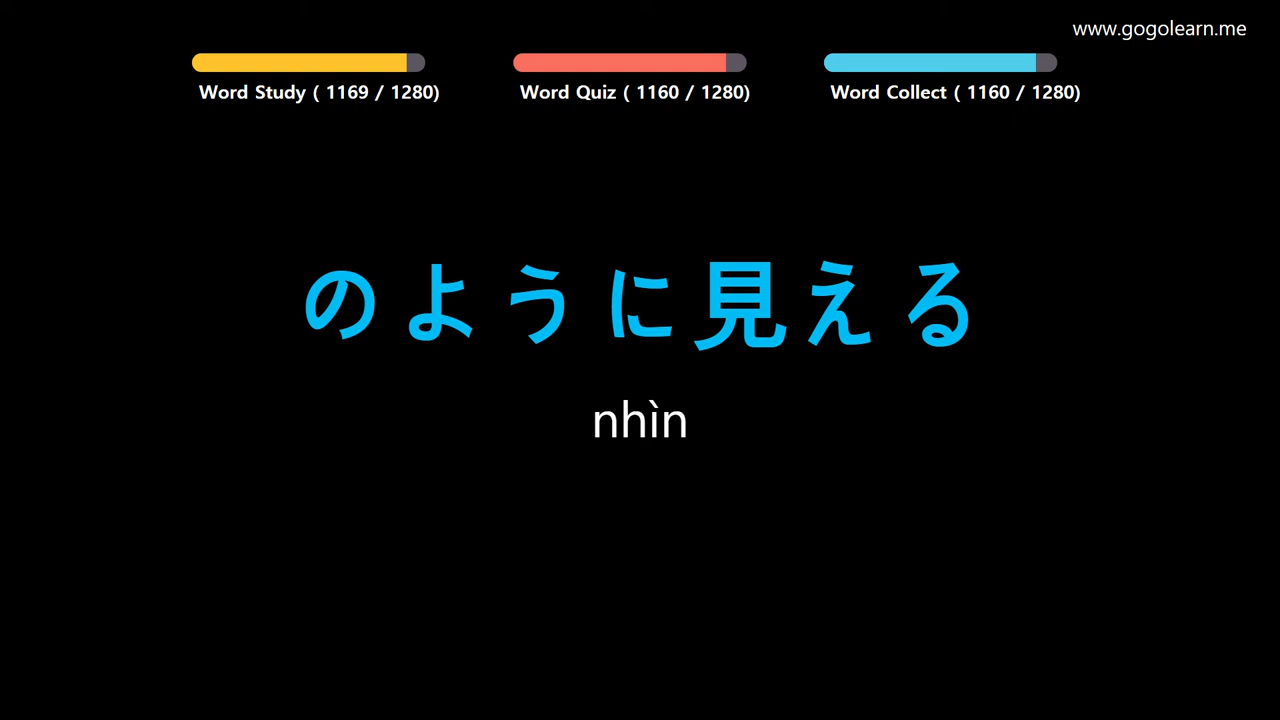 www.gogolearn.me
Word Study ( 1169 / 1280)
Word Quiz ( 1160 / 1280)
Word Collect ( 1160 / 1280)
のように見える
nhìn